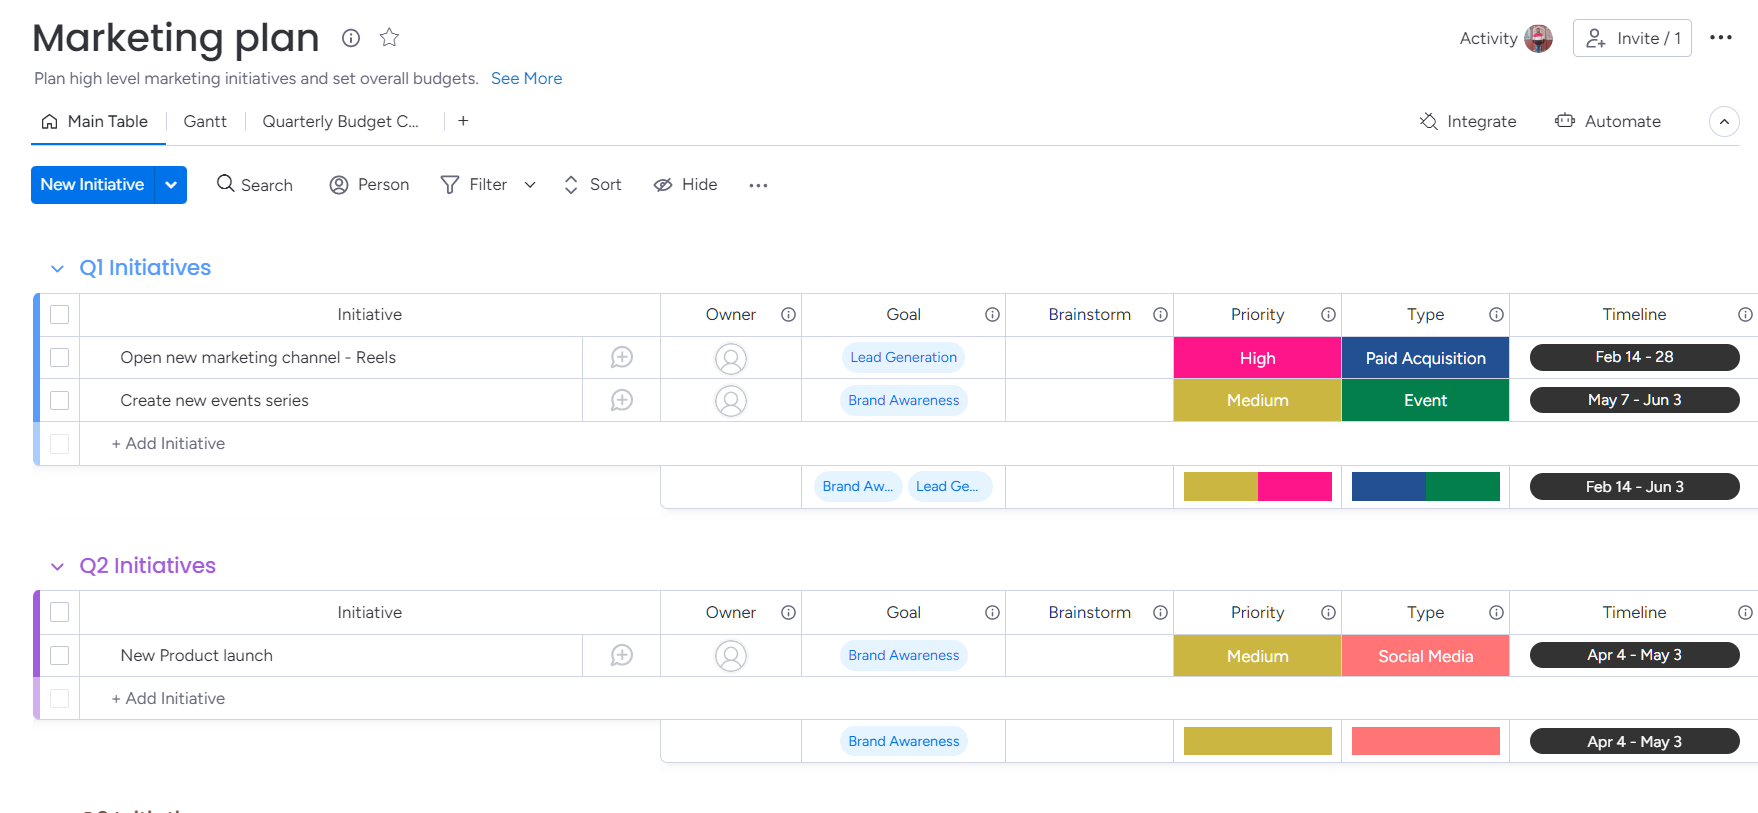 Marketing plan
Activity
Invite / 1
Plan high level marketing initiatives and set overall budgets. See More
Main Table
Gantt
Quarterly Budget C...
+
Integrate
Automate
New Initiative
Search
Person
Filter
Sort
Hide
Q1 Initiatives
Initiative Owner Goal Brainstorm Priority Type Timeline
Open new marketing channel - Reels Lead Generation High Paid Acquisition Feb 14 - 28
Create new events series Brand Awareness Medium Event May 7 - Jun 3
+ Add Initiative
Brand Aw... Lead Ge... Feb 14 - Jun 3
Q2 Initiatives
Initiative Owner Goal Brainstorm Priority Type Timeline
New Product launch Brand Awareness Medium Social Media Apr 4 - May 3
+ Add Initiative
Brand Awareness Apr 4 - May 3